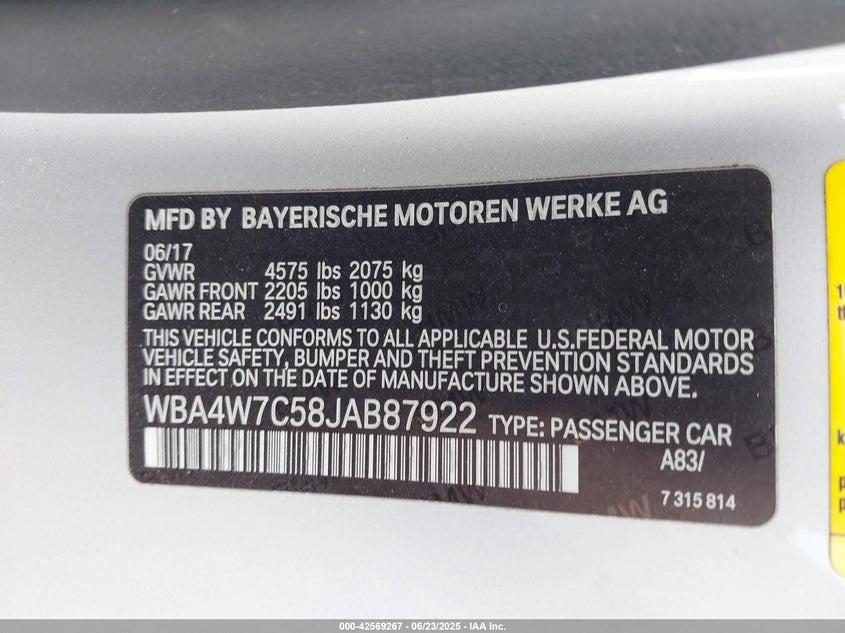 MFD BY BAYERISCHE MOTOREN WERKE AG
06/17
GVWR 4575 lbs 2075 kg
GAWR FRONT 2205 lbs 1000 kg
GAWR REAR 2491 lbs 1130 kg
THIS VEHICLE CONFORMS TO ALL APPLICABLE U.S.FEDERAL MOTOR
VEHICLE SAFETY, BUMPER AND THEFT PREVENTION STANDARDS
IN EFFECT ON THE DATE OF MANUFACTURE SHOWN ABOVE.
WBA4W7C58JAB87922 TYPE: PASSENGER CAR
A83/
7 315 814
000-42569267 - 06/23/2025 - IAA Inc.